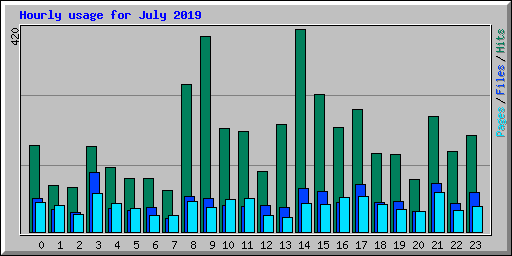 Hourly usage for July 2019
420
Pages / Files / Hits
0 1 2 3 4 5 6 7 8 9 10 11 12 13 14 15 16 17 18 19 20 21 22 23